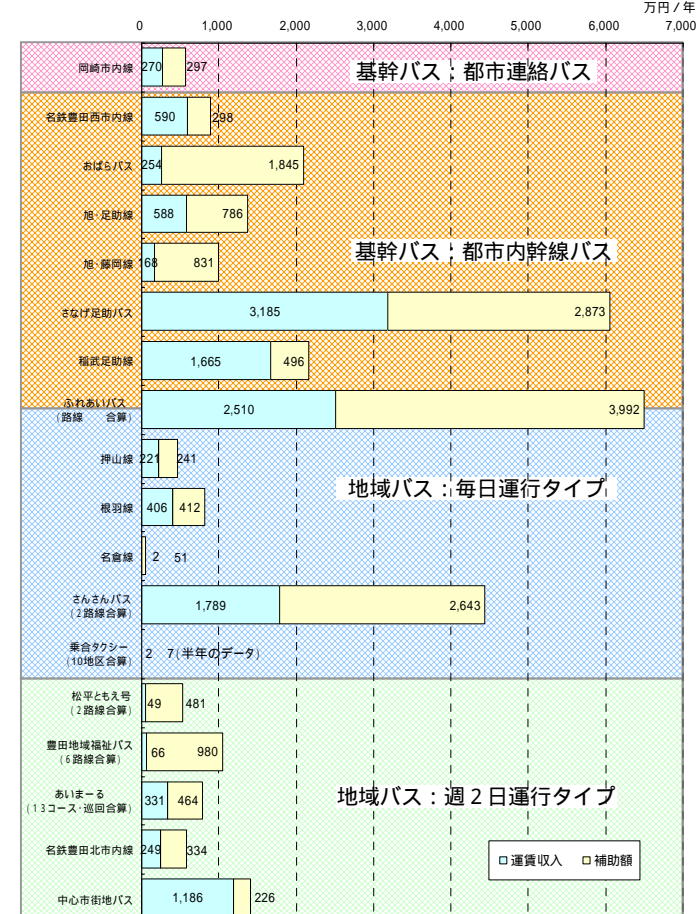 万円/年
0 1,000 2,000 3,000 4,000 5,000 6,000 7,000
岡崎市内線 270 297
基幹バス：都市連絡バス
名鉄豊田西市内線 590 298
おばらバス 254 1,845
旭・足助線 588 786
旭・藤岡線 168 831
基幹バス：都市内幹線バス
さなげ足助バス 3,185 2,873
稲武足助線 1,665 496
ふれあいバス
(路線　　合算) 2,510 3,992
押山線 221 241
地域バス：毎日運行タイプ
根羽線 406 412
名倉線 2 51
さんさんバス
(2路線合算) 1,789 2,643
乗合タクシー
(10地区合算) 2 7(半年のデータ)
松平ともえ号
(2路線合算) 49 481
豊田地域福祉バス
(6路線合算) 66 980
あいまーる
(13コース・巡回合算) 331 464
地域バス：週２日運行タイプ
名鉄豊田北市内線 249 334
運賃収入 補助額
中心市街地バス 1,186 226